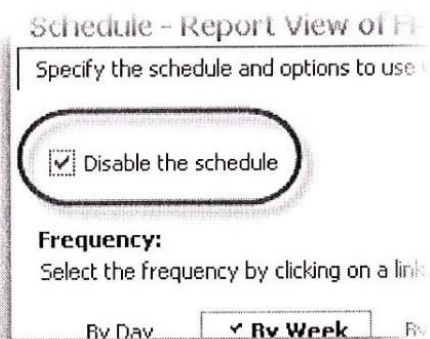 Schedule - Report View of
Specify the schedule and options to use
Disable the schedule
Frequency:
Select the frequency by clicking on a link
By Day By Week By